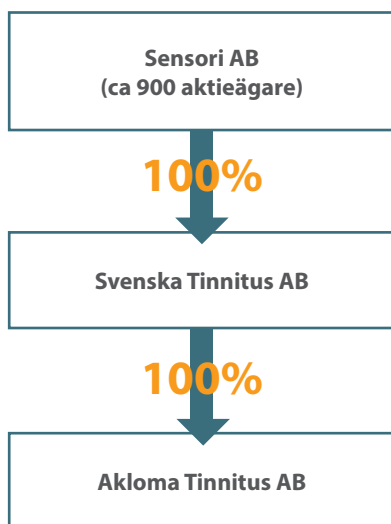 Sensori AB
(ca 900 aktieägare)
100%
Svenska Tinnitus AB
100%
Akloma Tinnitus AB